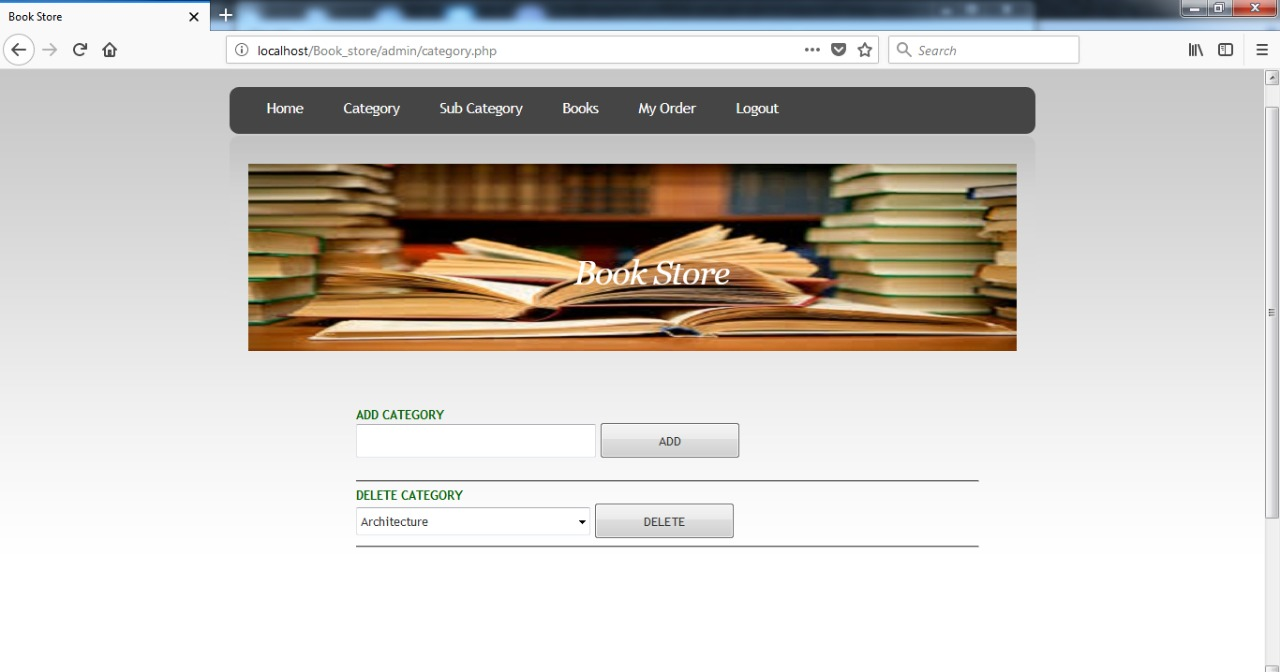 Book Store
localhost/Book_store/admin/category.php
Search
Home Category Sub Category Books My Order Logout
Book Store
ADD CATEGORY
ADD
DELETE CATEGORY
Architecture DELETE